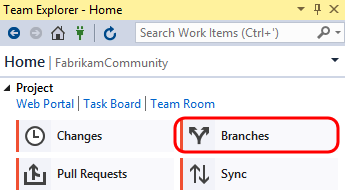 Team Explorer - Home
Search Work Items (Ctrl+')
Home | FabrikamCommunity
Project
Web Portal | Task Board | Team Room
Changes
Branches
Pull Requests
Sync